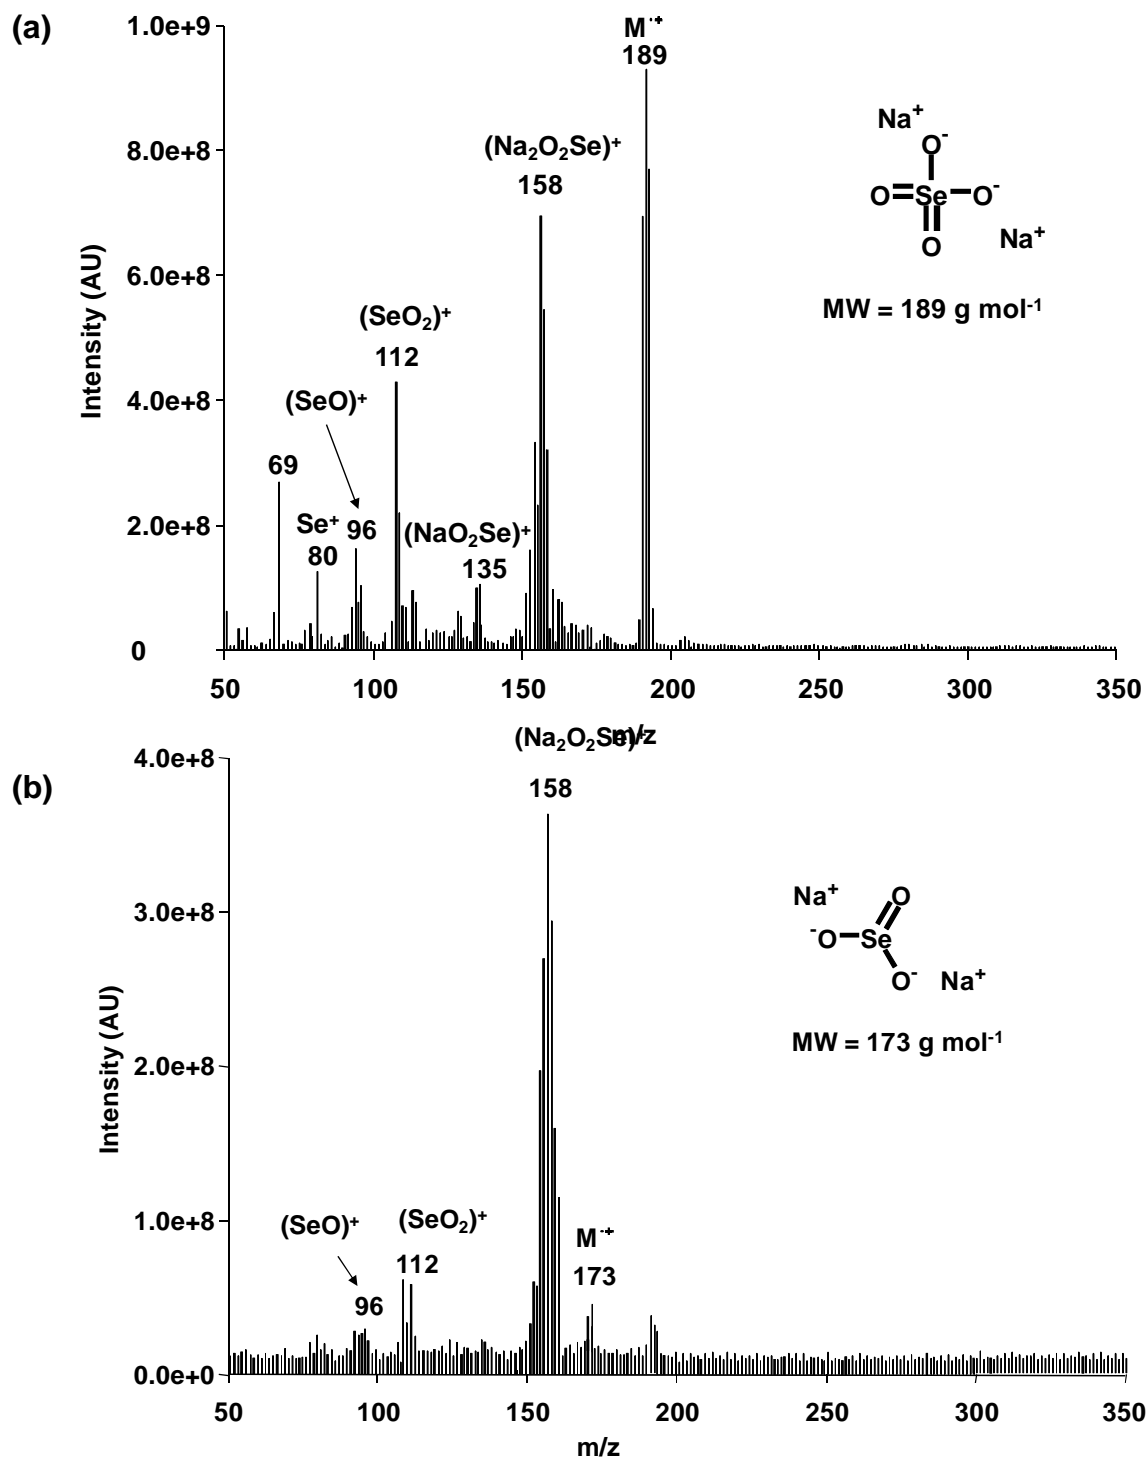 (a)
1.0e+9
8.0e+8
6.0e+8
4.0e+8
2.0e+8
0
Intensity (AU)
M·+
189
(Na2O2Se)+
158
(SeO2)+
112
(SeO)+
96
69
Se+
80
(NaO2Se)+
135
Na+
O-
O=Se-O-
O
Na+
MW = 189 g mol-1
50 100 150 200 250 300 350
m/z
(b)
4.0e+8
3.0e+8
2.0e+8
1.0e+8
0.0e+0
Intensity (AU)
(Na2O2Se)+
158
(SeO)+
96
(SeO2)+
112
M·+
173
Na+ O
-O-Se
O- Na+
MW = 173 g mol-1
50 100 150 200 250 300 350
m/z